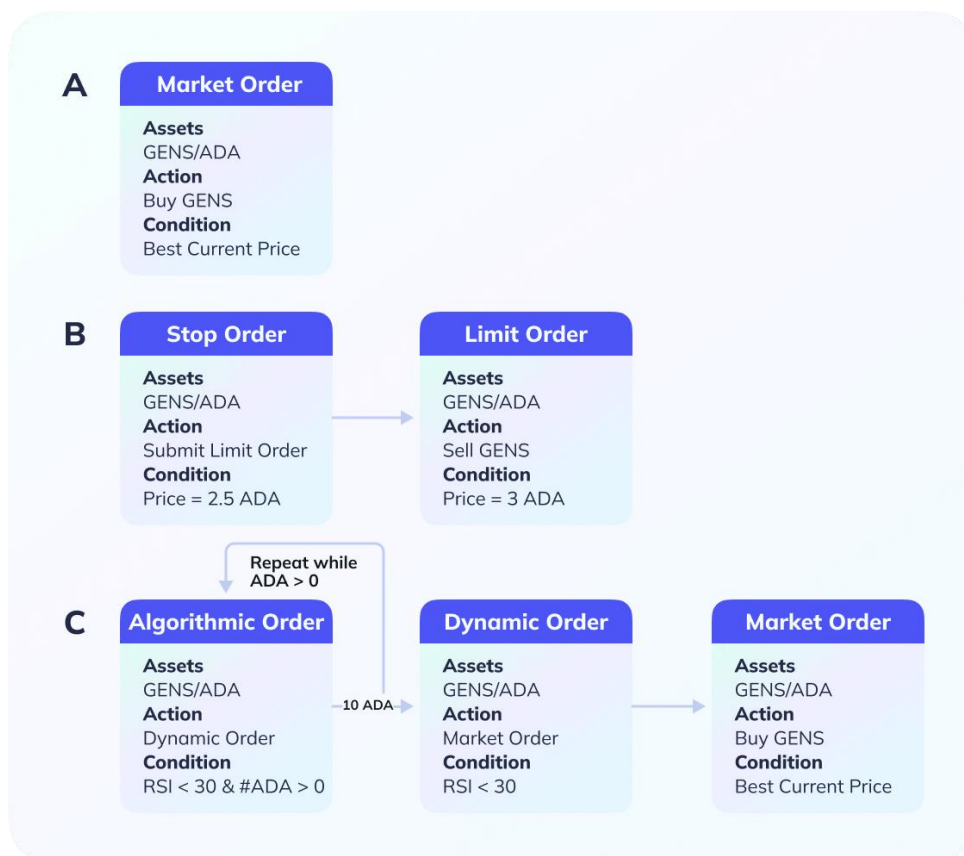 A
Market Order
Assets
GENS/ADA
Action
Buy GENS
Condition
Best Current Price
B
Stop Order
Assets
GENS/ADA
Action
Submit Limit Order
Condition
Price = 2.5 ADA
Limit Order
Assets
GENS/ADA
Action
Sell GENS
Condition
Price = 3 ADA
Repeat while
ADA > 0
C
Algorithmic Order
Assets
GENS/ADA
Action
Dynamic Order
Condition
RSI < 30 & #ADA > 0
10 ADA
Dynamic Order
Assets
GENS/ADA
Action
Market Order
Condition
RSI < 30
Market Order
Assets
GENS/ADA
Action
Buy GENS
Condition
Best Current Price